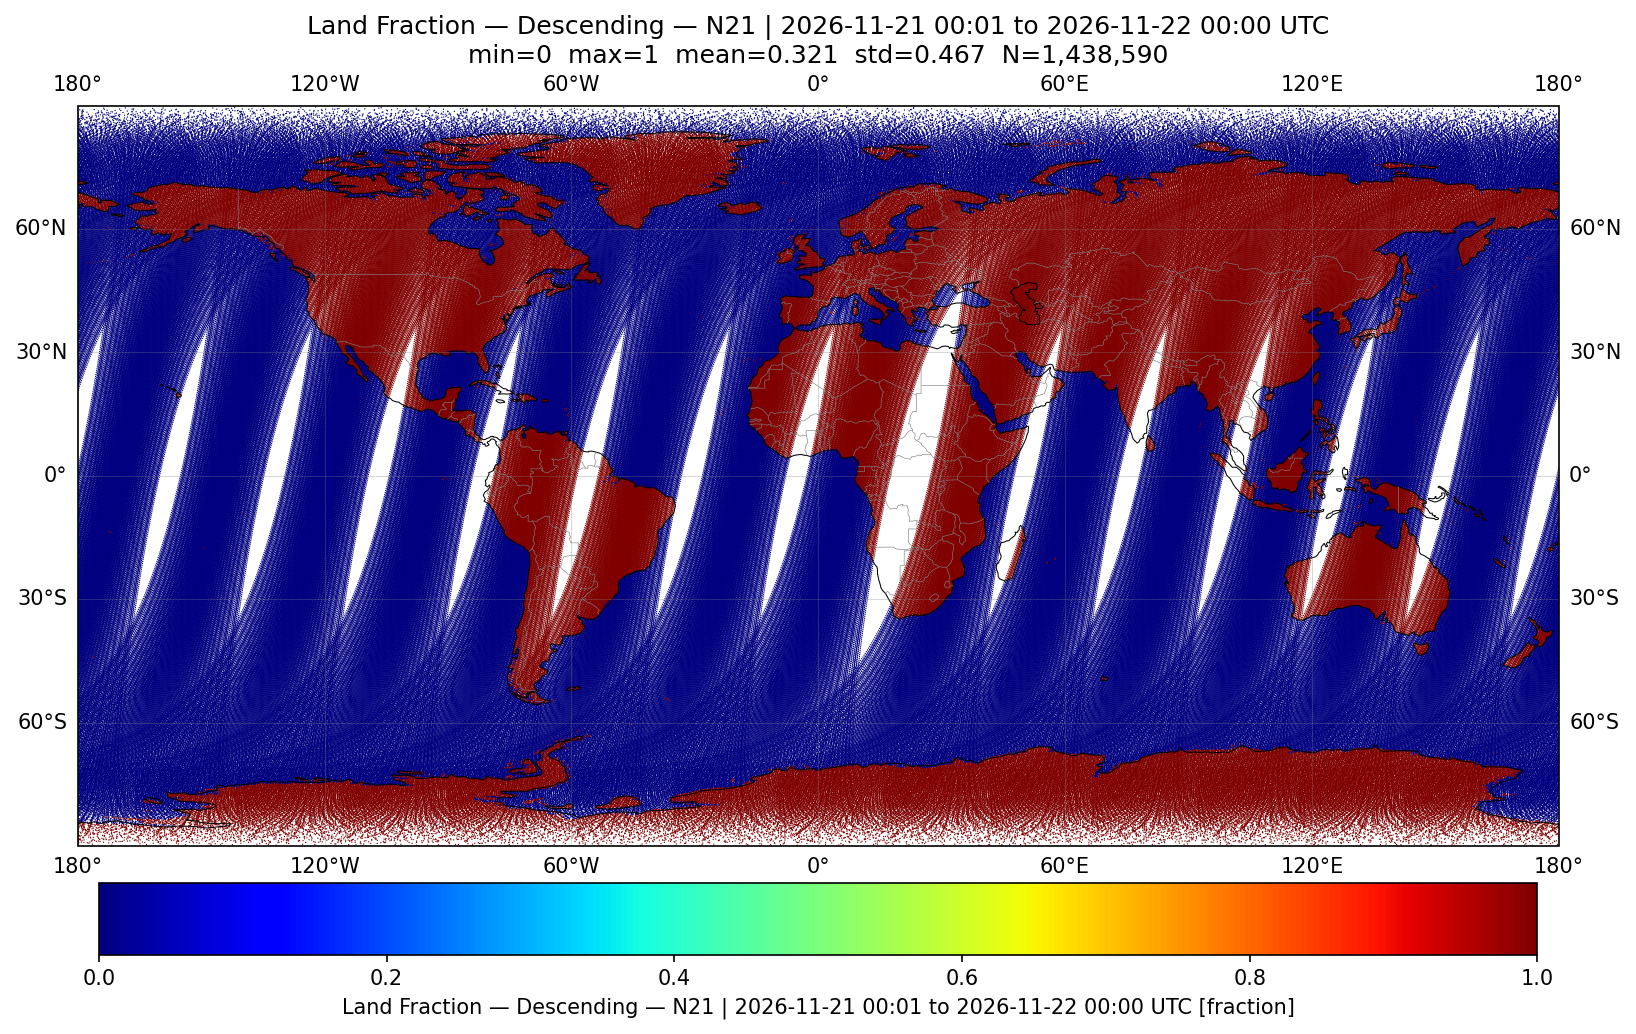 Land Fraction — Descending — N21 | 2026-11-21 00:01 to 2026-11-22 00:00 UTC
min=0  max=1  mean=0.321  std=0.467  N=1,438,590
180° 120°W 60°W 0° 60°E 120°E 180°
60°N 60°N
30°N 30°N
0° 0°
30°S 30°S
60°S 60°S
180° 120°W 60°W 0° 60°E 120°E 180°
0.0 0.2 0.4 0.6 0.8 1.0
Land Fraction — Descending — N21 | 2026-11-21 00:01 to 2026-11-22 00:00 UTC [fraction]